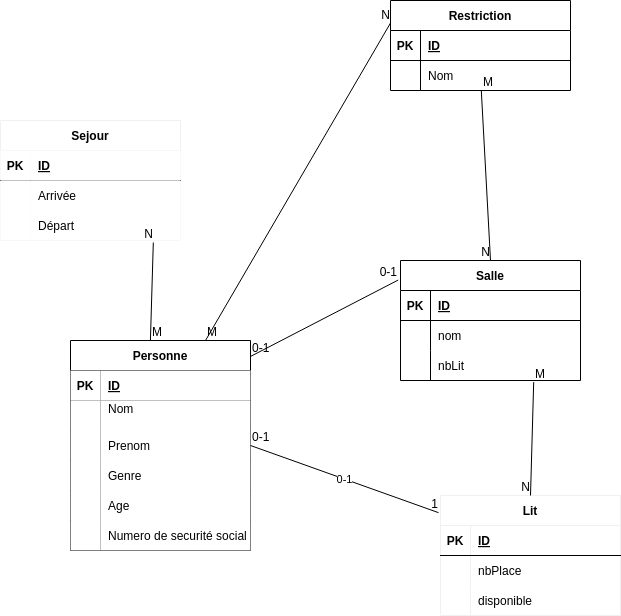 N
Restriction
PK ID
Nom
M
Sejour
PK ID
Arrivée
Départ
N
N
0-1
Salle
PK ID
nom
nbLit
M
M
M
0-1
Personne
PK ID
Nom
Prenom
Genre
Age
Numero de securité social
0-1
0-1
1
N
Lit
PK ID
nbPlace
disponible